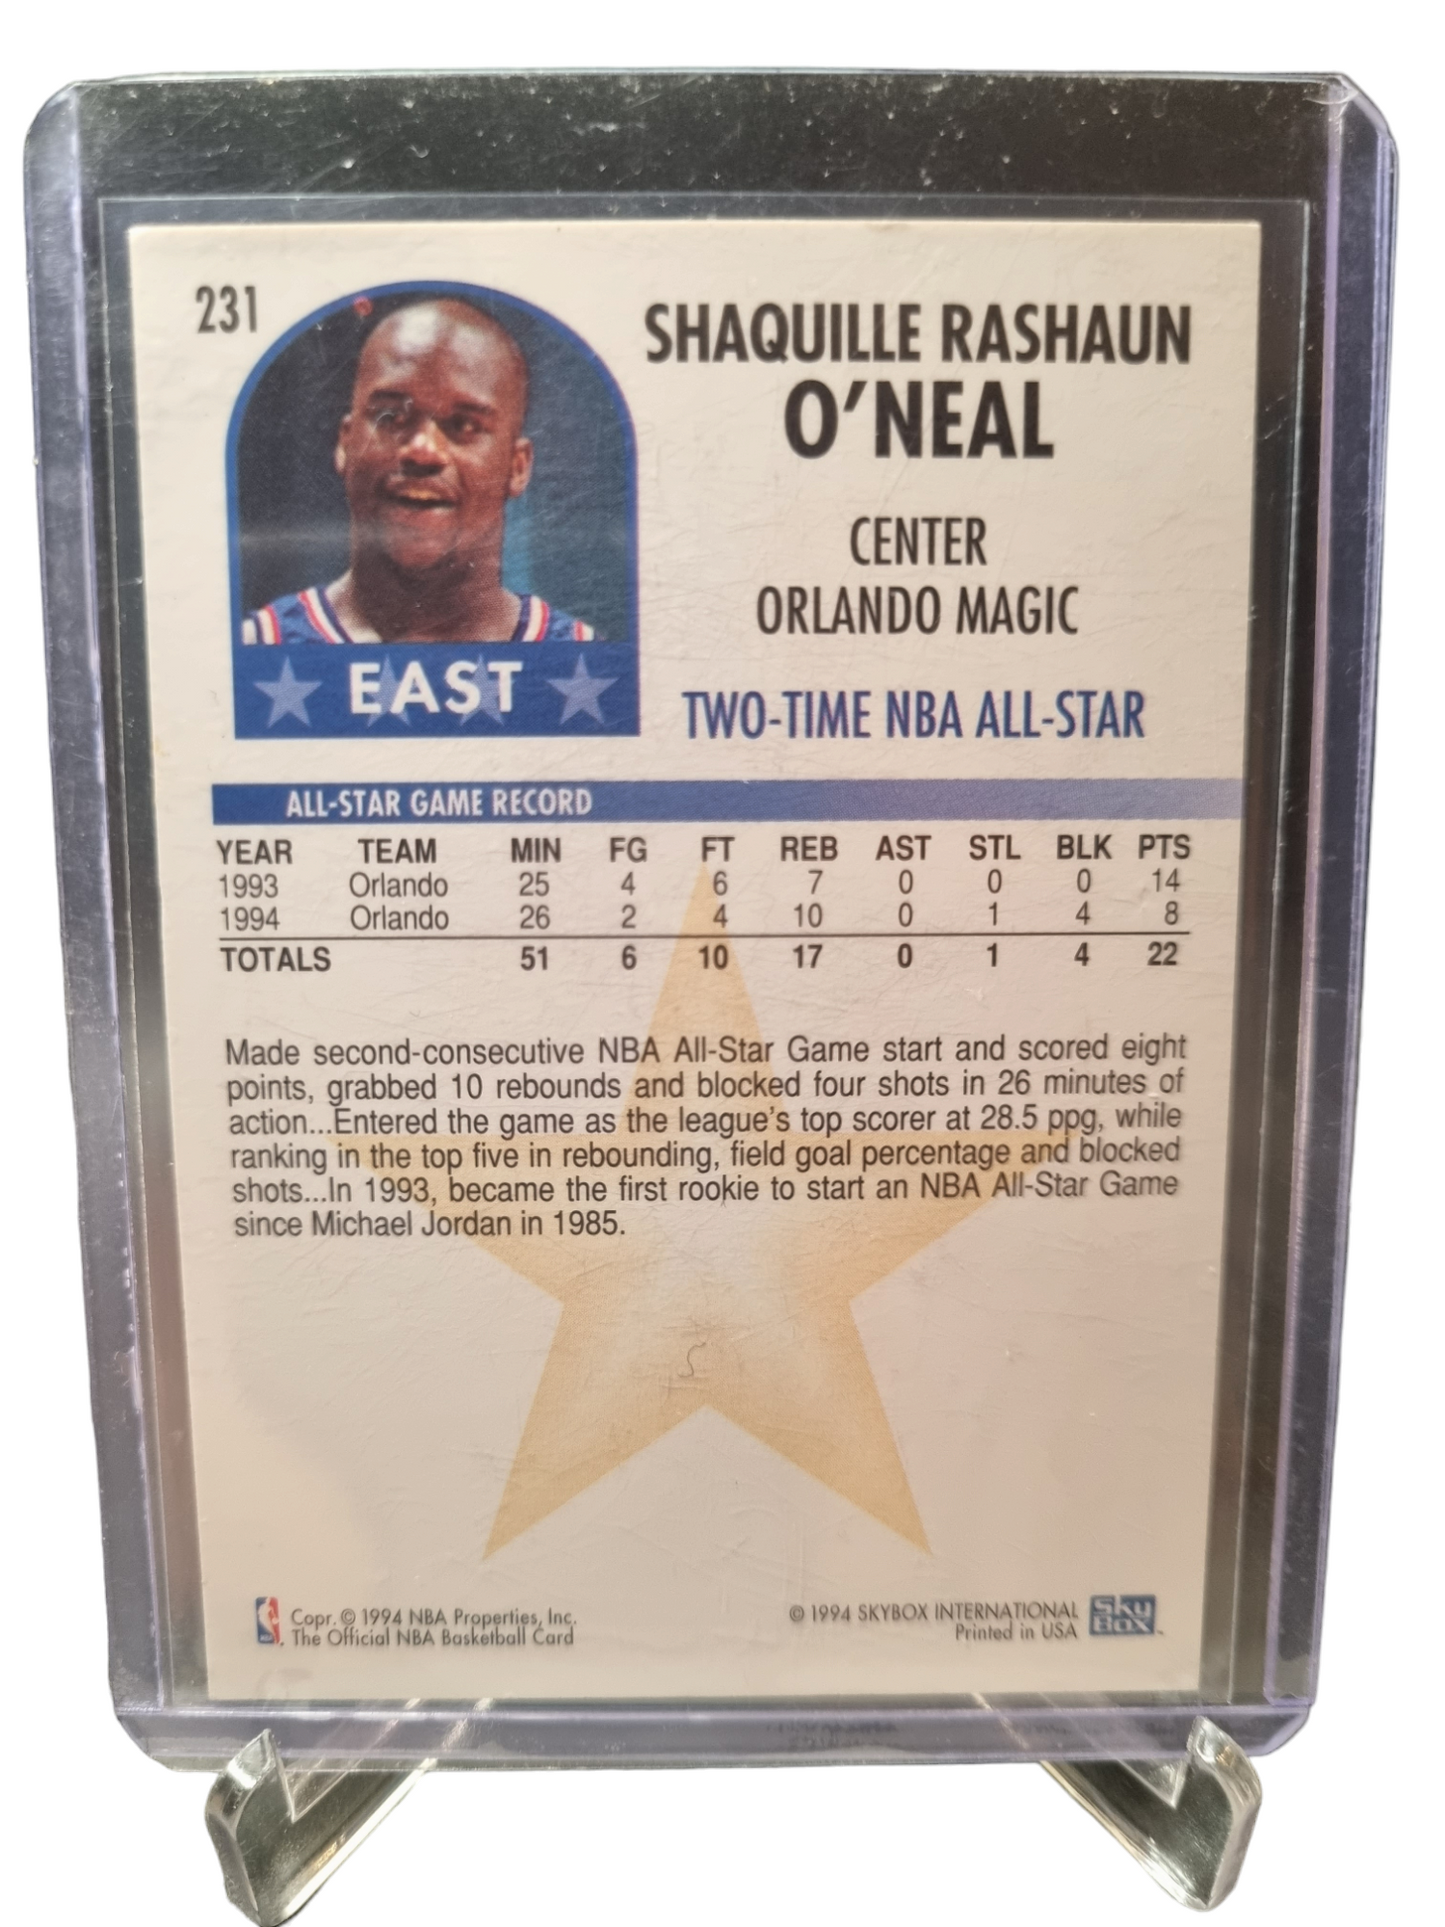 231
SHAQUILLE RASHAUN
O'NEAL
CENTER
ORLANDO MAGIC
EAST
TWO-TIME NBA ALL-STAR
ALL-STAR GAME RECORD
YEAR TEAM MIN FG FT REB AST STL BLK PTS
1993 Orlando 25 4 6 7 0 0 0 14
1994 Orlando 26 2 4 10 0 1 4 8
TOTALS 51 6 10 17 0 1 4 22
Made second-consecutive NBA All-Star Game start and scored eight
points, grabbed 10 rebounds and blocked four shots in 26 minutes of
action...Entered the game as the league's top scorer at 28.5 ppg, while
ranking in the top five in rebounding, field goal percentage and blocked
shots...In 1993, became the first rookie to start an NBA All-Star Game
since Michael Jordan in 1985.
Copr. © 1994 NBA Properties, Inc.
The Official NBA Basketball Card
© 1994 SKYBOX INTERNATIONAL
Printed in USA
SKY
BOX